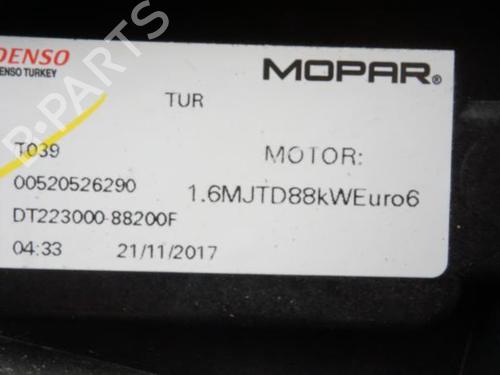 DENSO
DENSO TURKEY
MOPAR®
TUR
T039
MOTOR:
00520526290
1.6MJTD88kWEuro6
DT223000-88200F
04:33 21/11/2017
B-PARTS